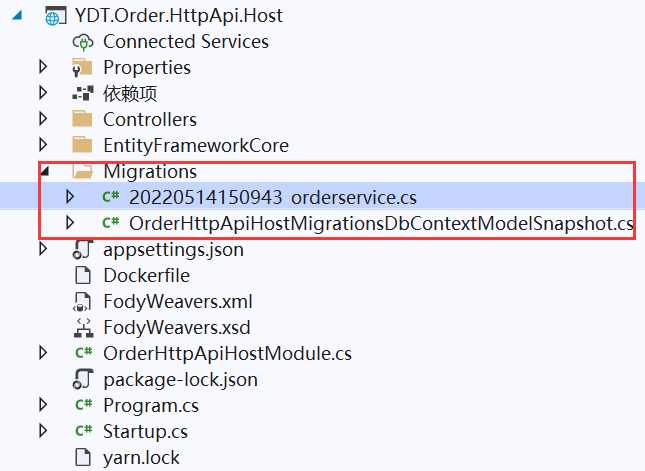 YDT.Order.HttpApi.Host
Connected Services
Properties
依赖项
Controllers
EntityFrameworkCore
Migrations
C# 20220514150943_orderservice.cs
C# OrderHttpApiHostMigrationsDbContextModelSnapshot.cs
appsettings.json
Dockerfile
FodyWeavers.xml
FodyWeavers.xsd
C# OrderHttpApiHostModule.cs
package-lock.json
C# Program.cs
C# Startup.cs
yarn.lock